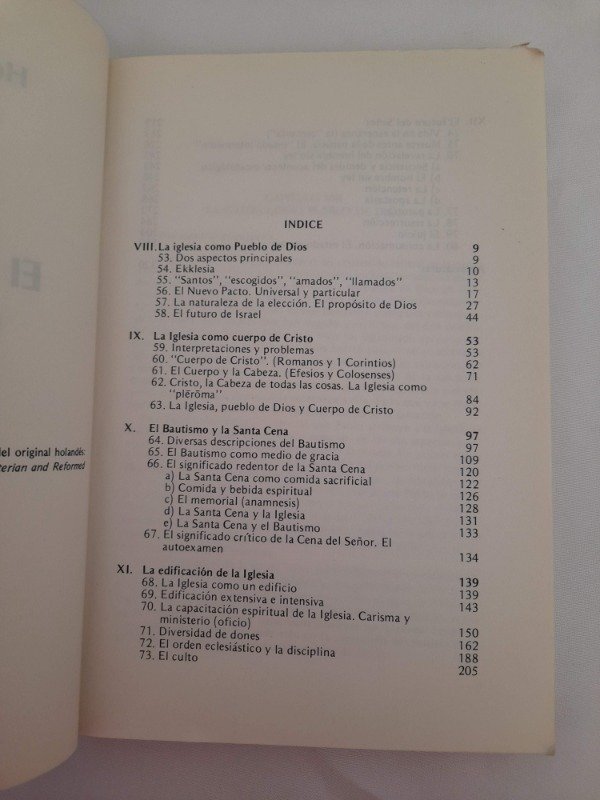 Ho
El
del original holandés:
terian and Reformed
INDICE
VIII. La iglesia como Pueblo de Dios 9
53. Dos aspectos principales 9
54. Ekklesia 10
55. "Santos", "escogidos", "amados", "llamados" 13
56. El Nuevo Pacto. Universal y particular 17
57. La naturaleza de la elección. El propósito de Dios 27
58. El futuro de Israel 44
IX. La Iglesia como cuerpo de Cristo 53
59. Interpretaciones y problemas 53
60. "Cuerpo de Cristo". (Romanos y 1 Corintios) 62
61. El Cuerpo y la Cabeza. (Efesios y Colosenses) 71
62. Cristo, la Cabeza de todas las cosas. La Iglesia como
"plērōma" 84
63. La Iglesia, pueblo de Dios y Cuerpo de Cristo 92
X. El Bautismo y la Santa Cena 97
64. Diversas descripciones del Bautismo 97
65. El Bautismo como medio de gracia 109
66. El significado redentor de la Santa Cena 120
a) La Santa Cena como comida sacrificial 122
b) Comida y bebida espiritual 126
c) El memorial (anamnesis) 128
d) La Santa Cena y la Iglesia 131
e) La Santa Cena y el Bautismo 133
67. El significado crítico de la Cena del Señor. El
autoexamen 134
XI. La edificación de la Iglesia 139
68. La Iglesia como un edificio 139
69. Edificación extensiva e intensiva 143
70. La capacitación espiritual de la Iglesia. Carisma y
ministerio (oficio) 150
71. Diversidad de dones 162
72. El orden eclesiástico y la disciplina 188
73. El culto 205